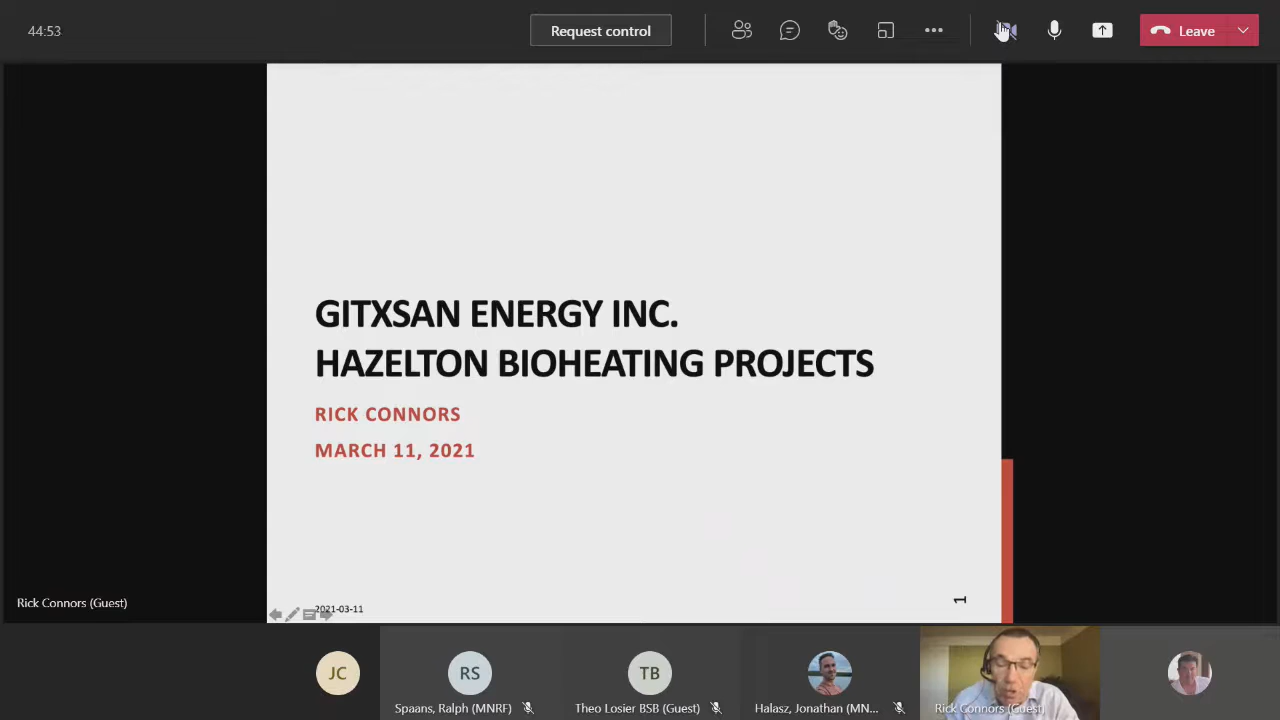 44:53
Request control
Leave
GITXSAN ENERGY INC.
HAZELTON BIOHEATING PROJECTS
RICK CONNORS
MARCH 11, 2021
2021-03-11
1
Rick Connors (Guest)
JC
RS
Spaans, Ralph (MNRF)
TB
Theo Losier BSB (Guest)
Halasz, Jonathan (MN...
Rick Connors (Guest)